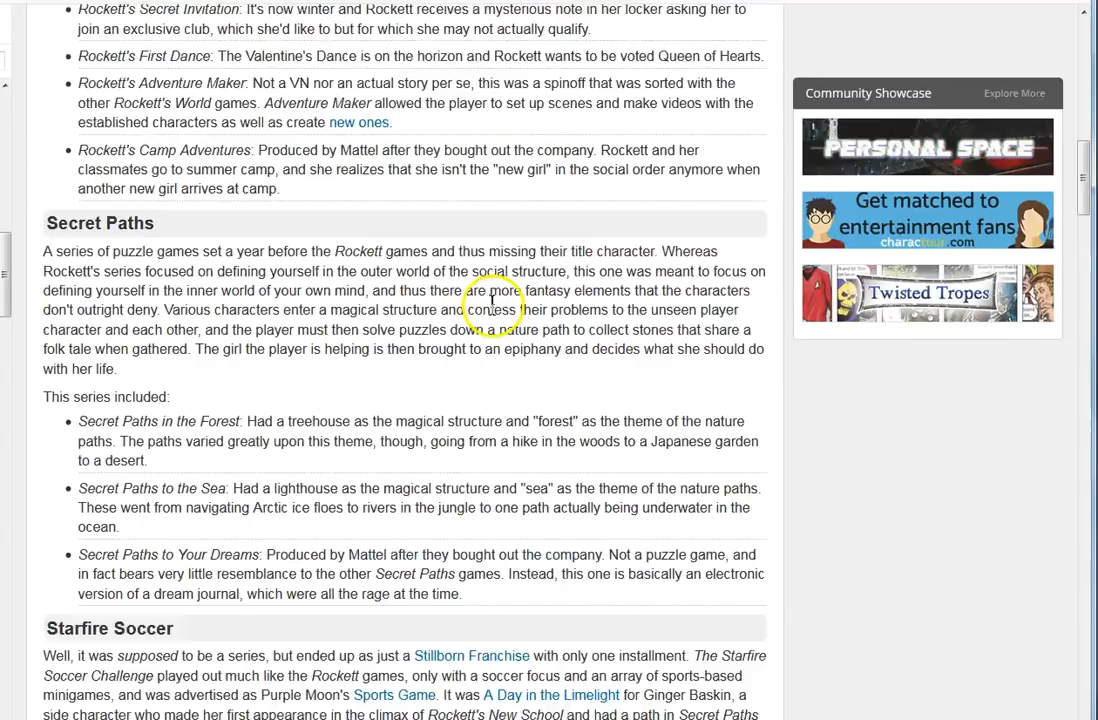 Rockett's Secret Invitation: It's now winter and Rockett receives a mysterious note in her locker asking her to
join an exclusive club, which she'd like to but for which she may not actually qualify.
Rockett's First Dance: The Valentine's Dance is on the horizon and Rockett wants to be voted Queen of Hearts.
Rockett's Adventure Maker: Not a VN nor an actual story per se, this was a spinoff that was sorted with the
other Rockett's World games. Adventure Maker allowed the player to set up scenes and make videos with the
established characters as well as create new ones.
Rockett's Camp Adventures: Produced by Mattel after they bought out the company. Rockett and her
classmates go to summer camp, and she realizes that she isn't the "new girl" in the social order anymore when
another new girl arrives at camp.
Secret Paths
A series of puzzle games set a year before the Rockett games and thus missing their title character. Whereas
Rockett's series focused on defining yourself in the outer world of the social structure, this one was meant to focus on
defining yourself in the inner world of your own mind, and thus there are more fantasy elements that the characters
don't outright deny. Various characters enter a magical structure and confess their problems to the unseen player
character and each other, and the player must then solve puzzles down a nature path to collect stones that share a
folk tale when gathered. The girl the player is helping is then brought to an epiphany and decides what she should do
with her life.
This series included:
Secret Paths in the Forest: Had a treehouse as the magical structure and "forest" as the theme of the nature
paths. The paths varied greatly upon this theme, though, going from a hike in the woods to a Japanese garden
to a desert.
Secret Paths to the Sea: Had a lighthouse as the magical structure and "sea" as the theme of the nature paths.
These went from navigating Arctic ice floes to rivers in the jungle to one path actually being underwater in the
ocean.
Secret Paths to Your Dreams: Produced by Mattel after they bought out the company. Not a puzzle game, and
in fact bears very little resemblance to the other Secret Paths games. Instead, this one is basically an electronic
version of a dream journal, which were all the rage at the time.
Starfire Soccer
Well, it was supposed to be a series, but ended up as just a Stillborn Franchise with only one installment. The Starfire
Soccer Challenge played out much like the Rockett games, only with a soccer focus and an array of sports-based
minigames, and was advertised as Purple Moon's Sports Game. It was A Day in the Limelight for Ginger Baskin, a
side character who made her first appearance in the climax of Rockett's New School and had a path in Secret Paths
Community Showcase Explore More
PERSONAL SPACE
Get matched to
entertainment fans
charactour.com
Twisted Tropes